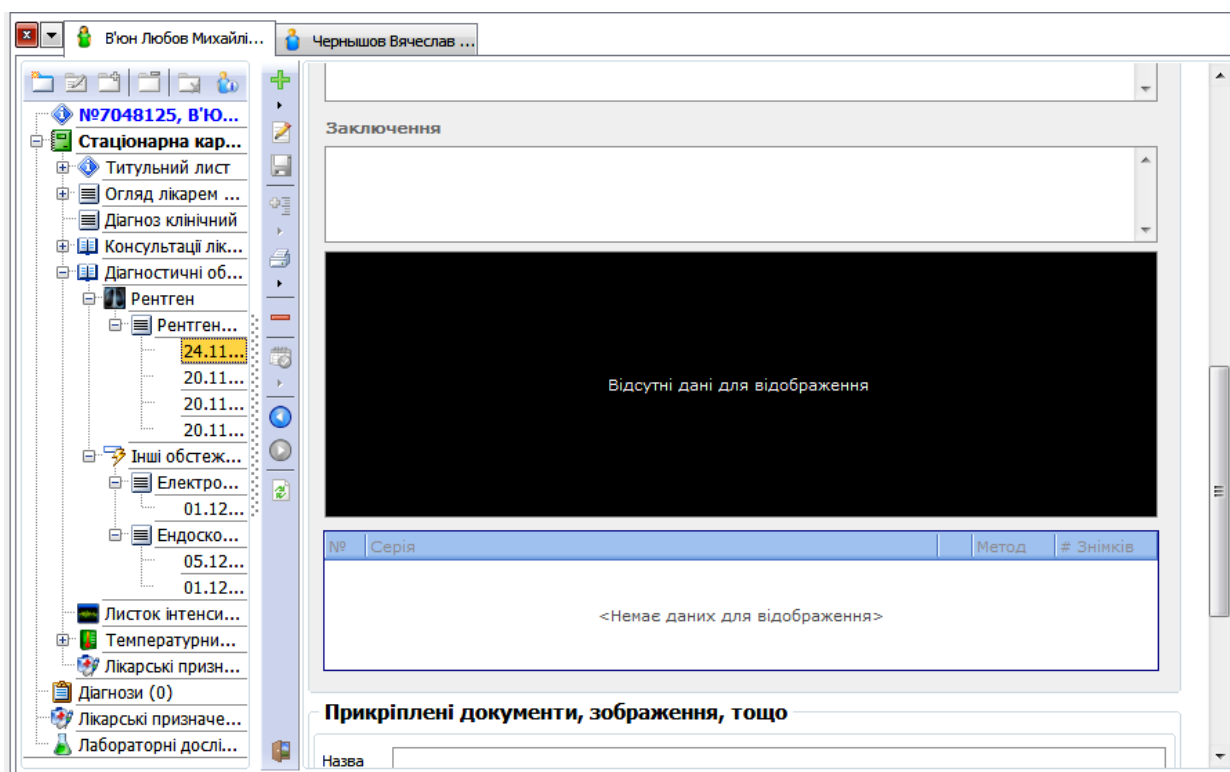 В'юн Любов Михайлі...
Чернышов Вячеслав ...
№7048125, В'Ю...
Стаціонарна кар...
Титульний лист
Огляд лікарем ...
Діагноз клінічний
Консультації лік...
Діагностичні об...
Рентген
Рентген...
24.11...
20.11...
20.11...
20.11...
Інші обстеж...
Електро...
01.12...
Ендоско...
05.12...
01.12...
Листок інтенси...
Температурни...
Лікарські призн...
Діагнози (0)
Лікарські призначе...
Лабораторні дослі...
Заключення
Відсутні дані для відображення
№ Серія Метод # Знімків
<Немає даних для відображення>
Прикріплені документи, зображення, тощо
Назва